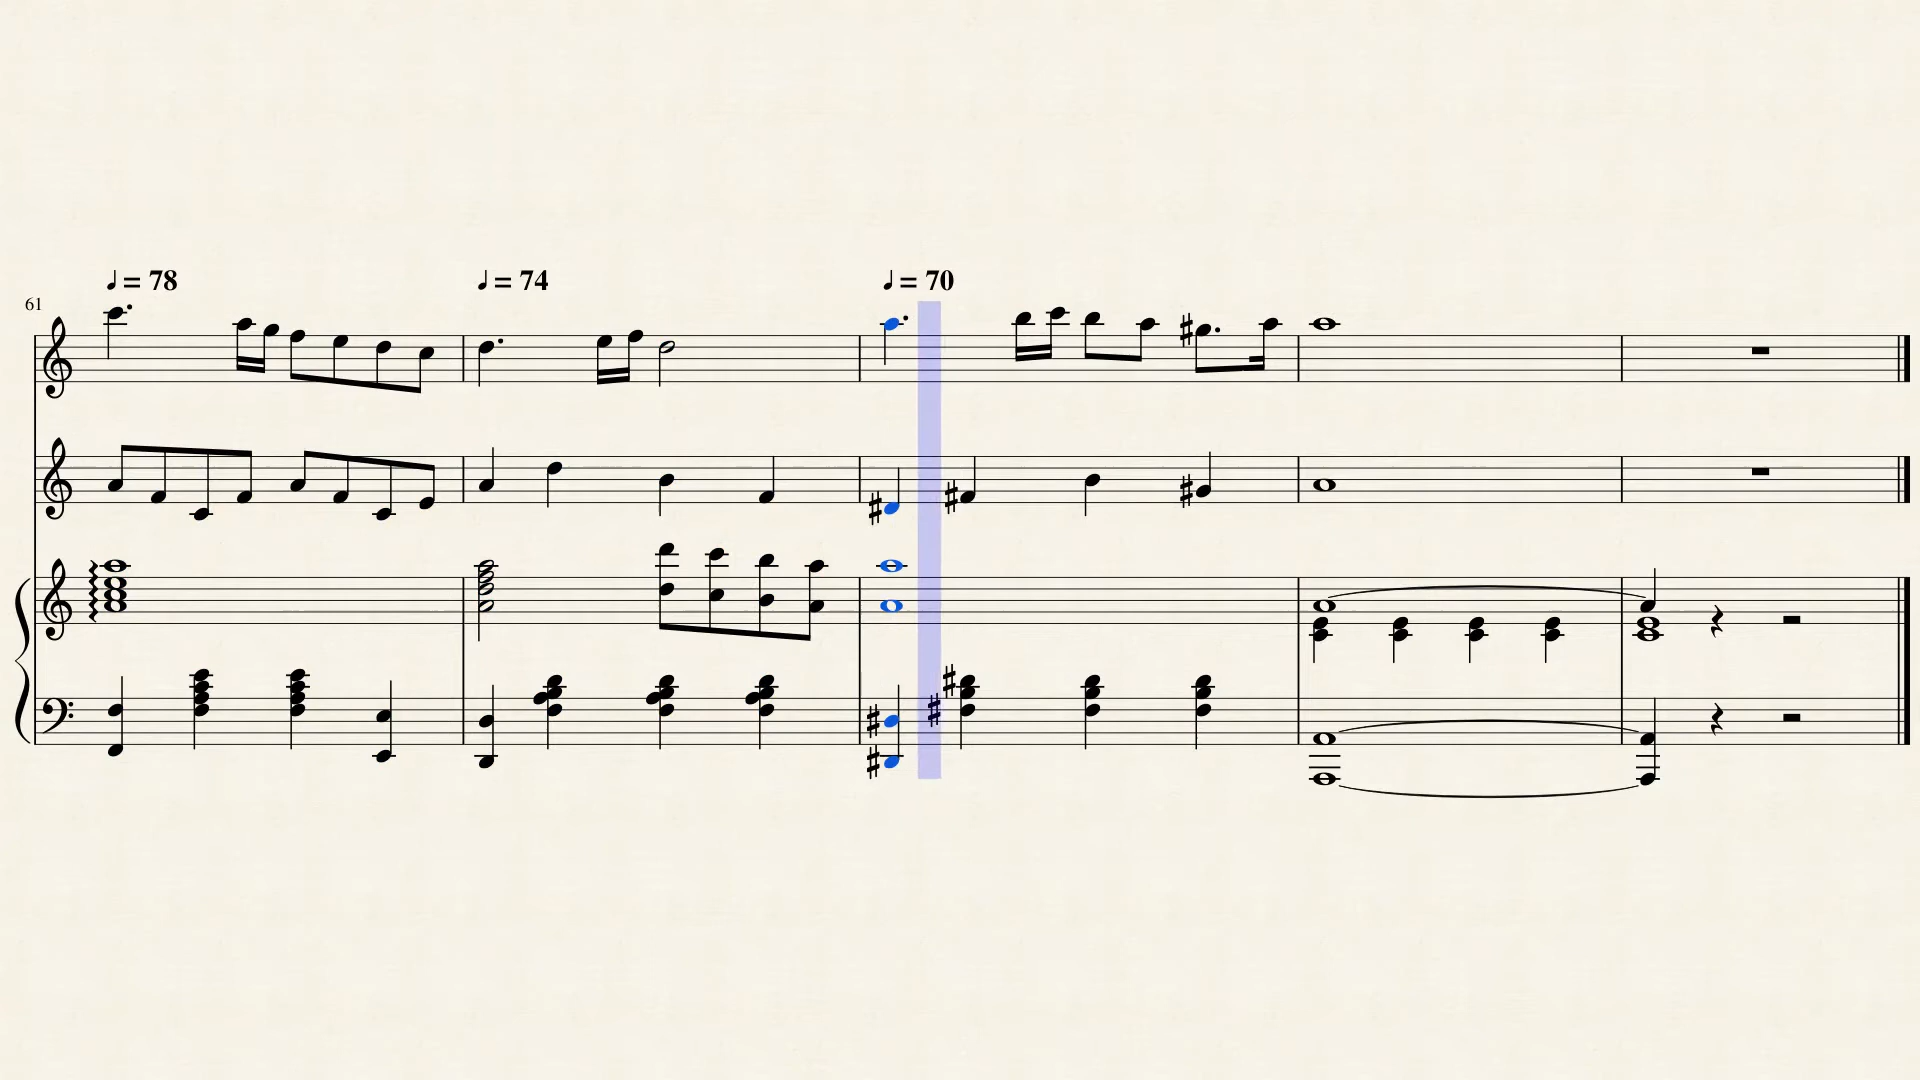 ♩= 78 ♩= 74 ♩= 70
61